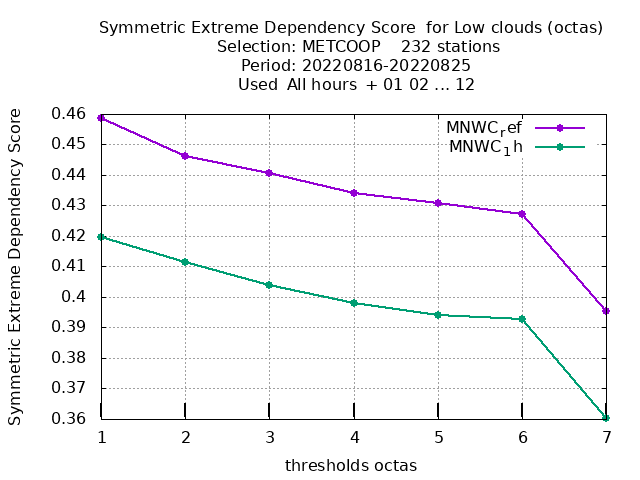 Symmetric Extreme Dependency Score  for Low clouds (octas)
Selection: METCOOP    232 stations
Period: 20220816-20220825
Used  All hours  + 01 02 ... 12
Symmetric Extreme Dependency Score
0.46
0.45
0.44
0.43
0.42
0.41
0.4
0.39
0.38
0.37
0.36
MNWCref
MNWC1h
1 2 3 4 5 6 7
thresholds octas